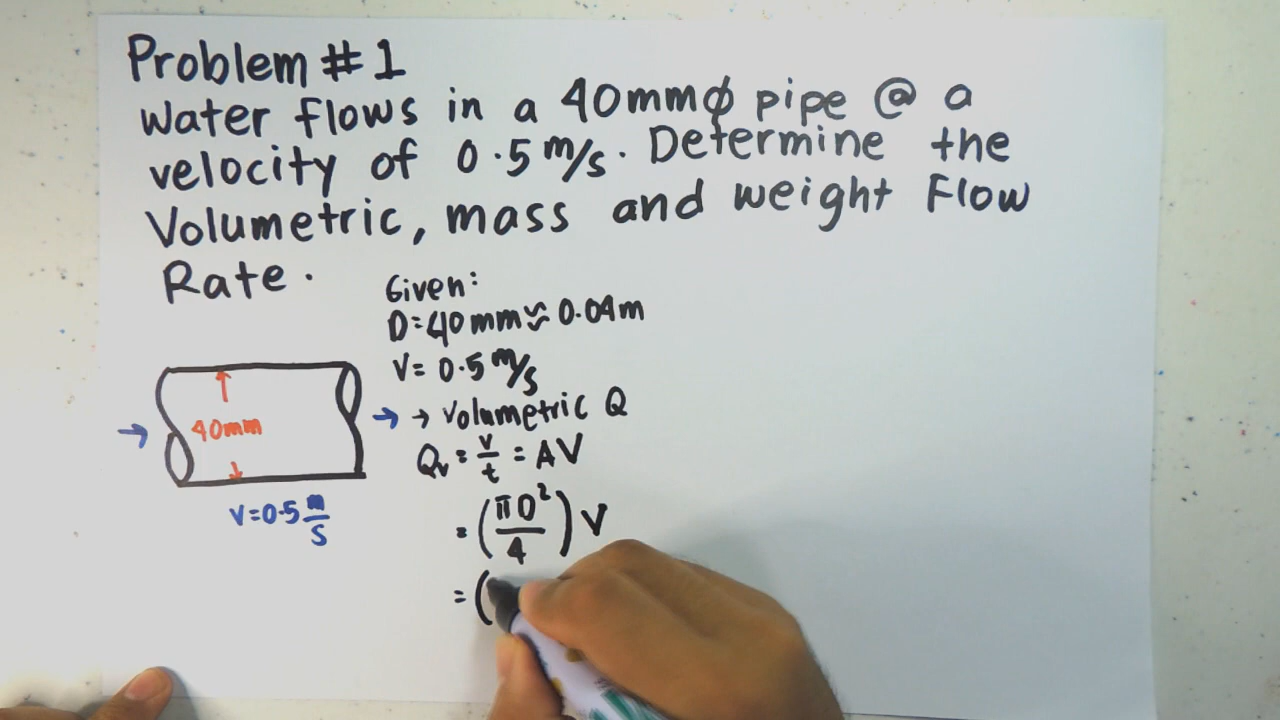 Problem #1
Water flows in a 40mmϕ pipe @ a
velocity of 0.5 m/s. Determine the
Volumetric, mass and weight Flow
Rate.
Given:
D=40mm ≈ 0.04m
V= 0.5 m/s
→ → Volumetric Q
Qv = v/t = AV
= (πD²/4) V
= (
→ 40mm
V=0.5 m/s